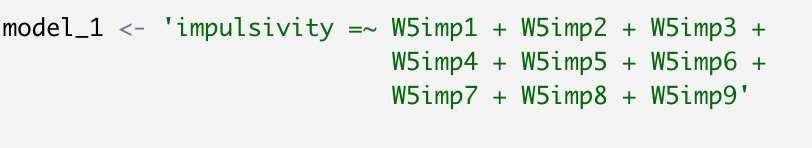 model_1 <- 'impulsivity =~ W5imp1 + W5imp2 + W5imp3 +
W5imp4 + W5imp5 + W5imp6 +
W5imp7 + W5imp8 + W5imp9'